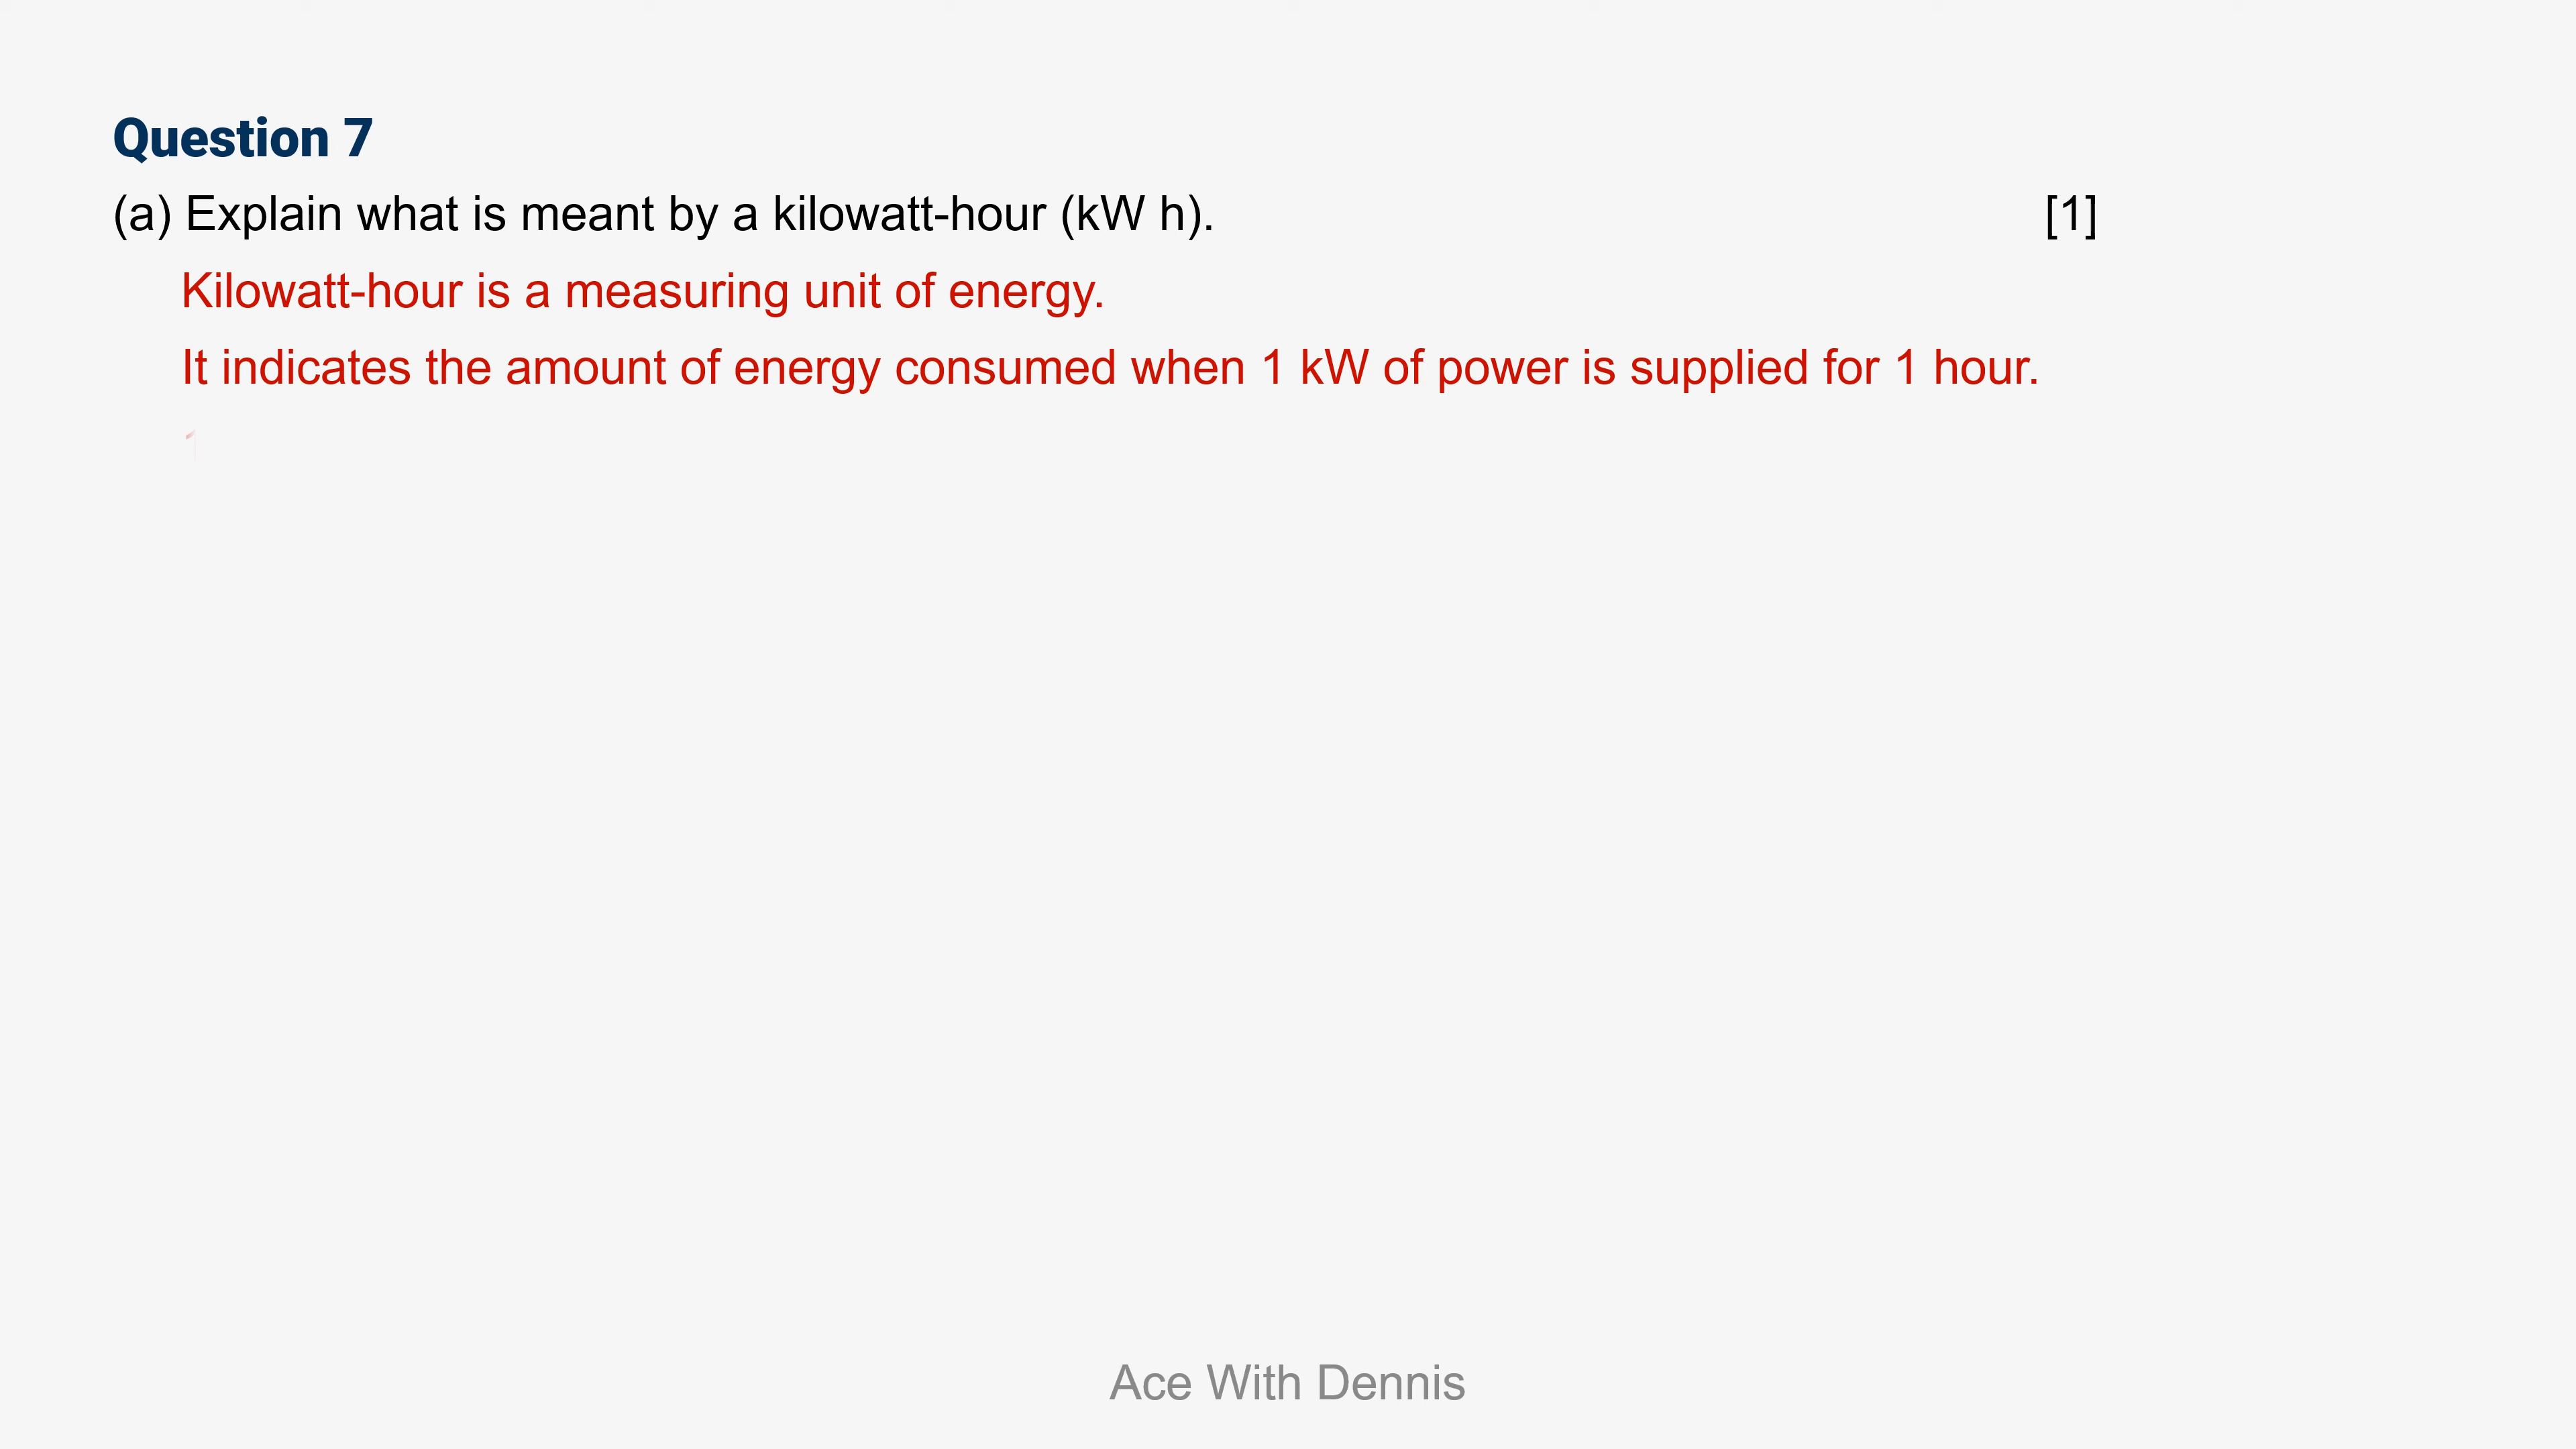 Question 7
(a) Explain what is meant by a kilowatt-hour (kW h). [1]
Kilowatt-hour is a measuring unit of energy.
It indicates the amount of energy consumed when 1 kW of power is supplied for 1 hour.
1
Ace With Dennis